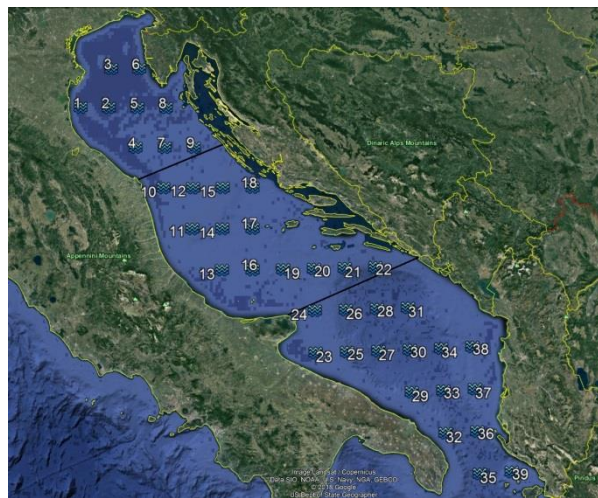 3 6
1 2 5 8
4 7 9
Dinaric Alps Mountains
10 12 15 18
11 14 17
Appennini Mountains
13 16 19 20 21 22
24 26 28 31
23 25 27 30 34 38
29 33 37
32 36
35 39
Image Landsat / Copernicus
Data SIO, NOAA, U.S. Navy, NGA, GEBCO
© 2018 Google
US Dept of State Geographer